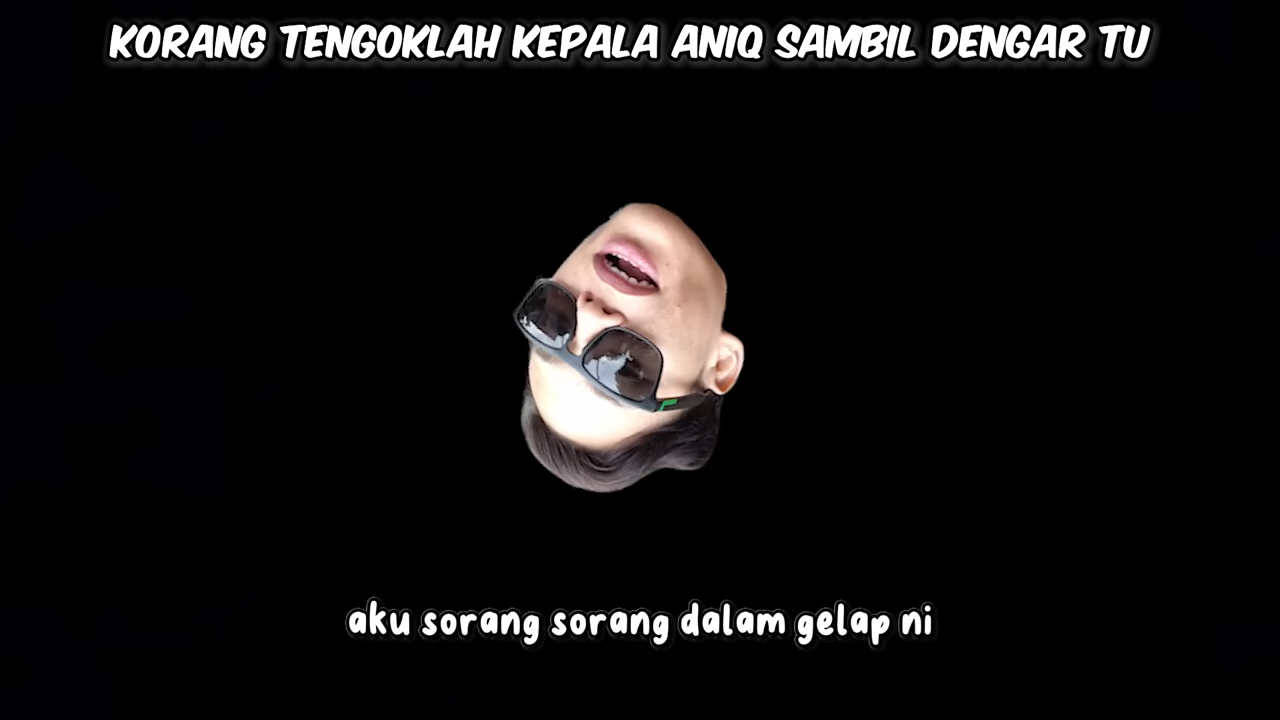 KORANG TENGOKLAH KEPALA ANIQ SAMBIL DENGAR TU
aku sorang sorang dalam gelap ni